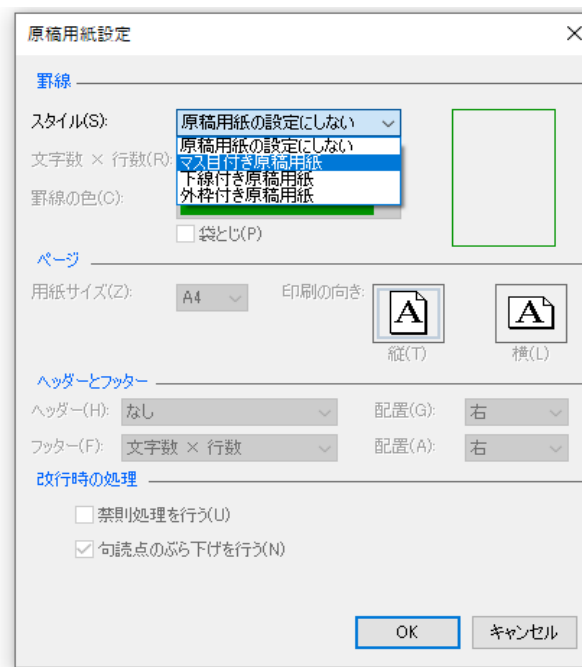 原稿用紙設定
罫線
スタイル(S): 原稿用紙の設定にしない
原稿用紙の設定にしない
マス目付き原稿用紙
下線付き原稿用紙
外枠付き原稿用紙
文字数 × 行数(R):
罫線の色(C):
袋とじ(P)
ページ
用紙サイズ(Z): A4 印刷の向き: A A
縦(T) 横(L)
ヘッダーとフッター
ヘッダー(H): なし 配置(G): 右
フッター(F): 文字数 × 行数 配置(A): 右
改行時の処理
禁則処理を行う(U)
句読点のぶら下げを行う(N)
OK キャンセル